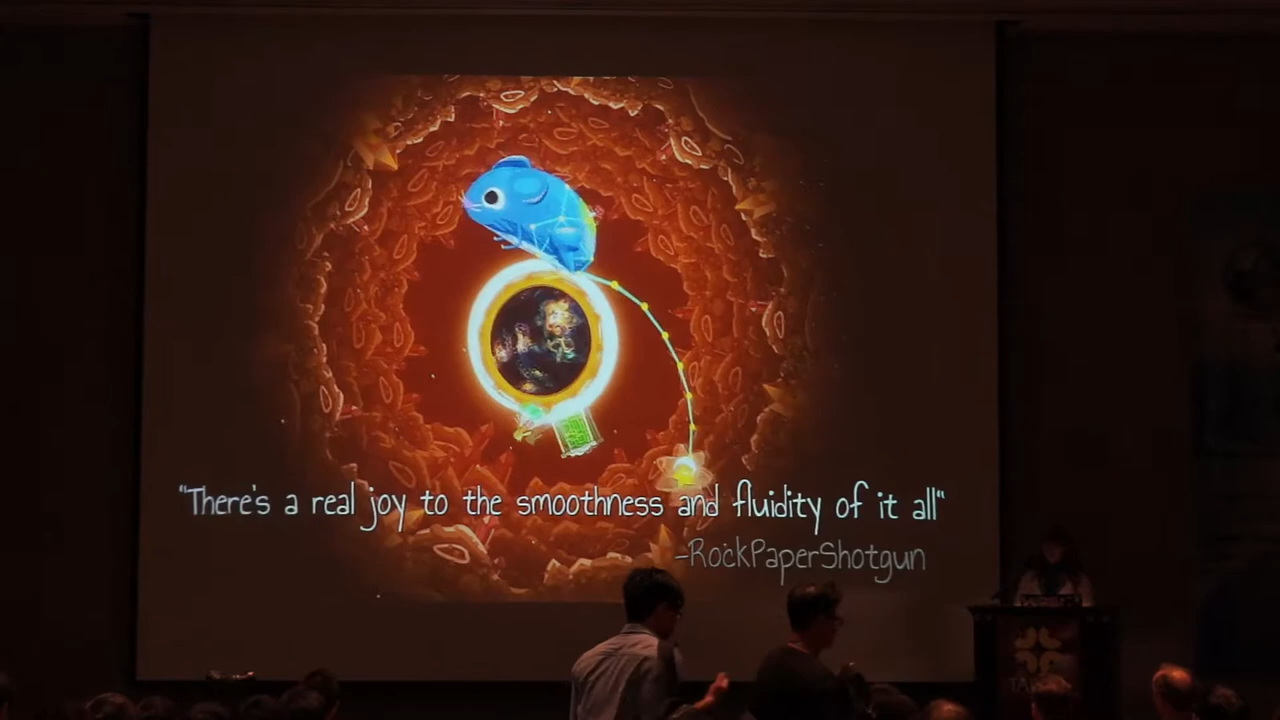 "There's a real joy to the smoothness and fluidity of it all"
-RockPaperShotgun